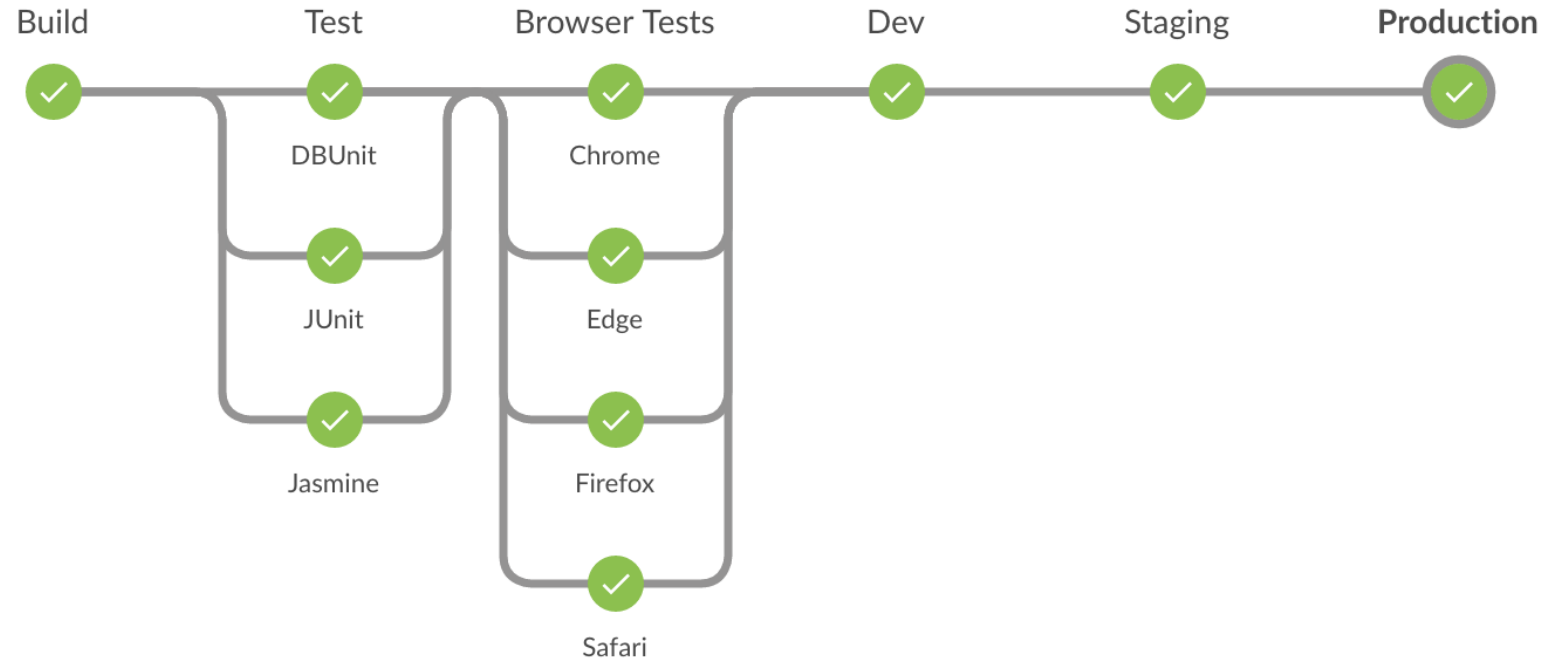 Build
Test
Browser Tests
Dev
Staging
Production
DBUnit
Chrome
JUnit
Edge
Jasmine
Firefox
Safari